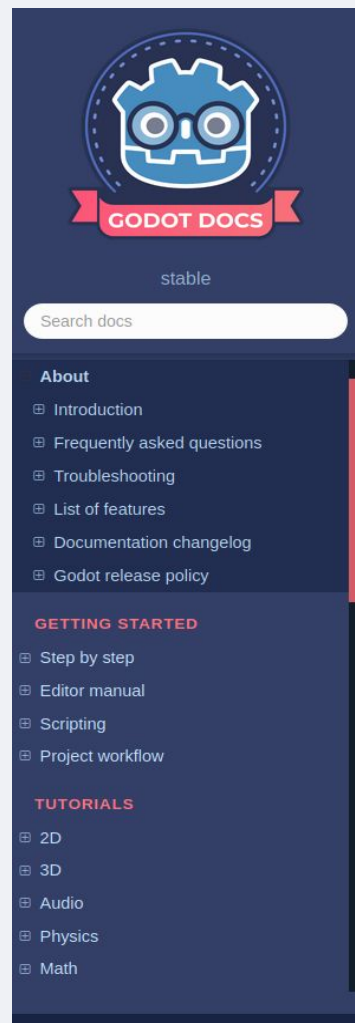 GODOT DOCS
stable
Search docs
About
Introduction
Frequently asked questions
Troubleshooting
List of features
Documentation changelog
Godot release policy
GETTING STARTED
Step by step
Editor manual
Scripting
Project workflow
TUTORIALS
2D
3D
Audio
Physics
Math